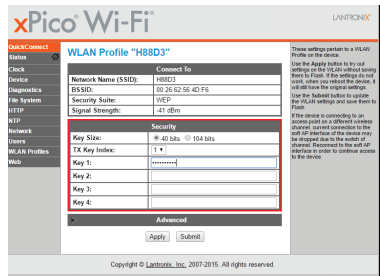 xPico® Wi-Fi®
LANTRONIX®
QuickConnect
Status
Clock
Device
Diagnostics
File System
HTTP
NTP
Network
Users
WLAN Profiles
Web
WLAN Profile "H88D3"
Connect To
Network Name (SSID): H88D3
BSSID: 00:26:62:56:4D:F6
Security Suite: WEP
Signal Strength: -41 dBm
Security
Key Size: 40 bits 104 bits
TX Key Index: 1
Key 1: ••••••••••
Key 2:
Key 3:
Key 4:
Advanced
Apply Submit
These settings pertain to a WLAN
Profile on the device.
Use the Apply button to try out
settings on the WLAN without saving
them to Flash. If the settings do not
work, when you reboot the device, it
will still have the original settings.
Use the Submit button to update
the WLAN settings and save them to
Flash.
If the device is connecting to an
access point on a different wireless
channel, current connection to the
soft AP interface of the device may
be dropped due to the switch of
channel. Reconnect to the soft AP
interface in order to continue access
to the device.
Copyright © Lantronix, Inc. 2007-2015. All rights reserved.